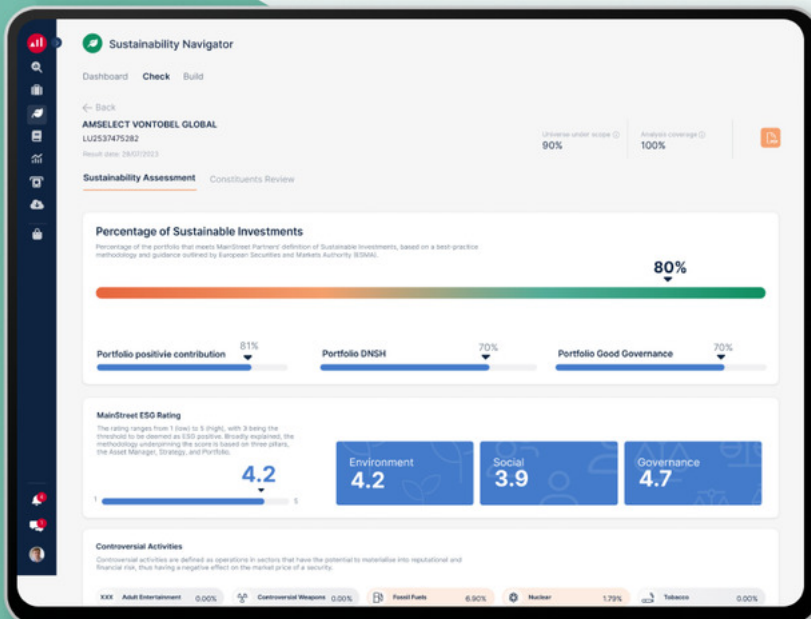 Sustainability Navigator
Dashboard Check Build
← Back
AMSELECT VONTOBEL GLOBAL
LU2537475282
Result date: 28/07/2023
Universe under scope
90%
Analysis coverage
100%
Sustainability Assessment Constituents Review
Percentage of Sustainable Investments
Percentage of the portfolio that meets MainStreet Partners' definition of Sustainable Investments, based on a best-practice
methodology and guidance outlined by European Securities and Markets Authority (ESMA).
80%
Portfolio positivie contribution 81%
Portfolio DNSH 70%
Portfolio Good Governance 70%
MainStreet ESG Rating
The rating ranges from 1 (low) to 5 (high), with 3 being the
threshold to be deemed as ESG positive. Broadly explained, the
methodology underpinning the score is based on three pillars,
the Asset Manager, Strategy, and Portfolio.
4.2
1 5
Environment
4.2
Social
3.9
Governance
4.7
Controversial Activities
Controversial activities are defined as operations in sectors that have the potential to materialise into reputational and
financial risk, thus having a negative effect on the market price of a security.
XXX Adult Entertainment 0.00% Controversial Weapons 0.00% Fossil Fuels 6.90% Nuclear 1.79% Tobacco 0.00%